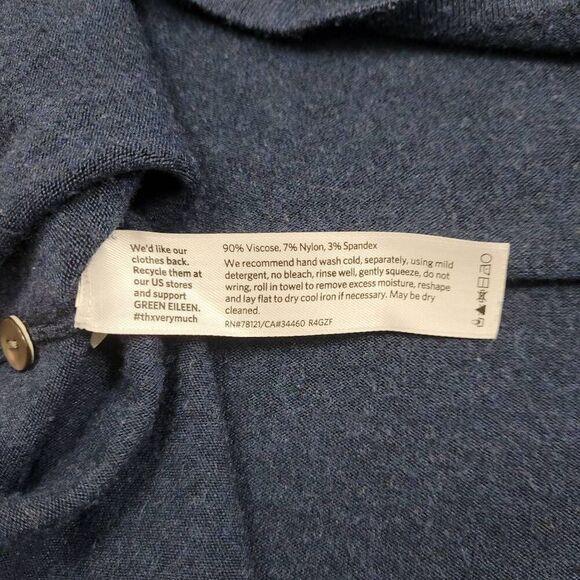 We'd like our
clothes back.
Recycle them at
our US stores
and support
GREEN EILEEN.
#thxverymuch
90% Viscose, 7% Nylon, 3% Spandex
We recommend hand wash cold, separately, using mild
detergent, no bleach, rinse well, gently squeeze, do not
wring, roll in towel to remove excess moisture, reshape
and lay flat to dry cool iron if necessary. May be dry
cleaned.
RN#78121/CA#34460 R4GZF